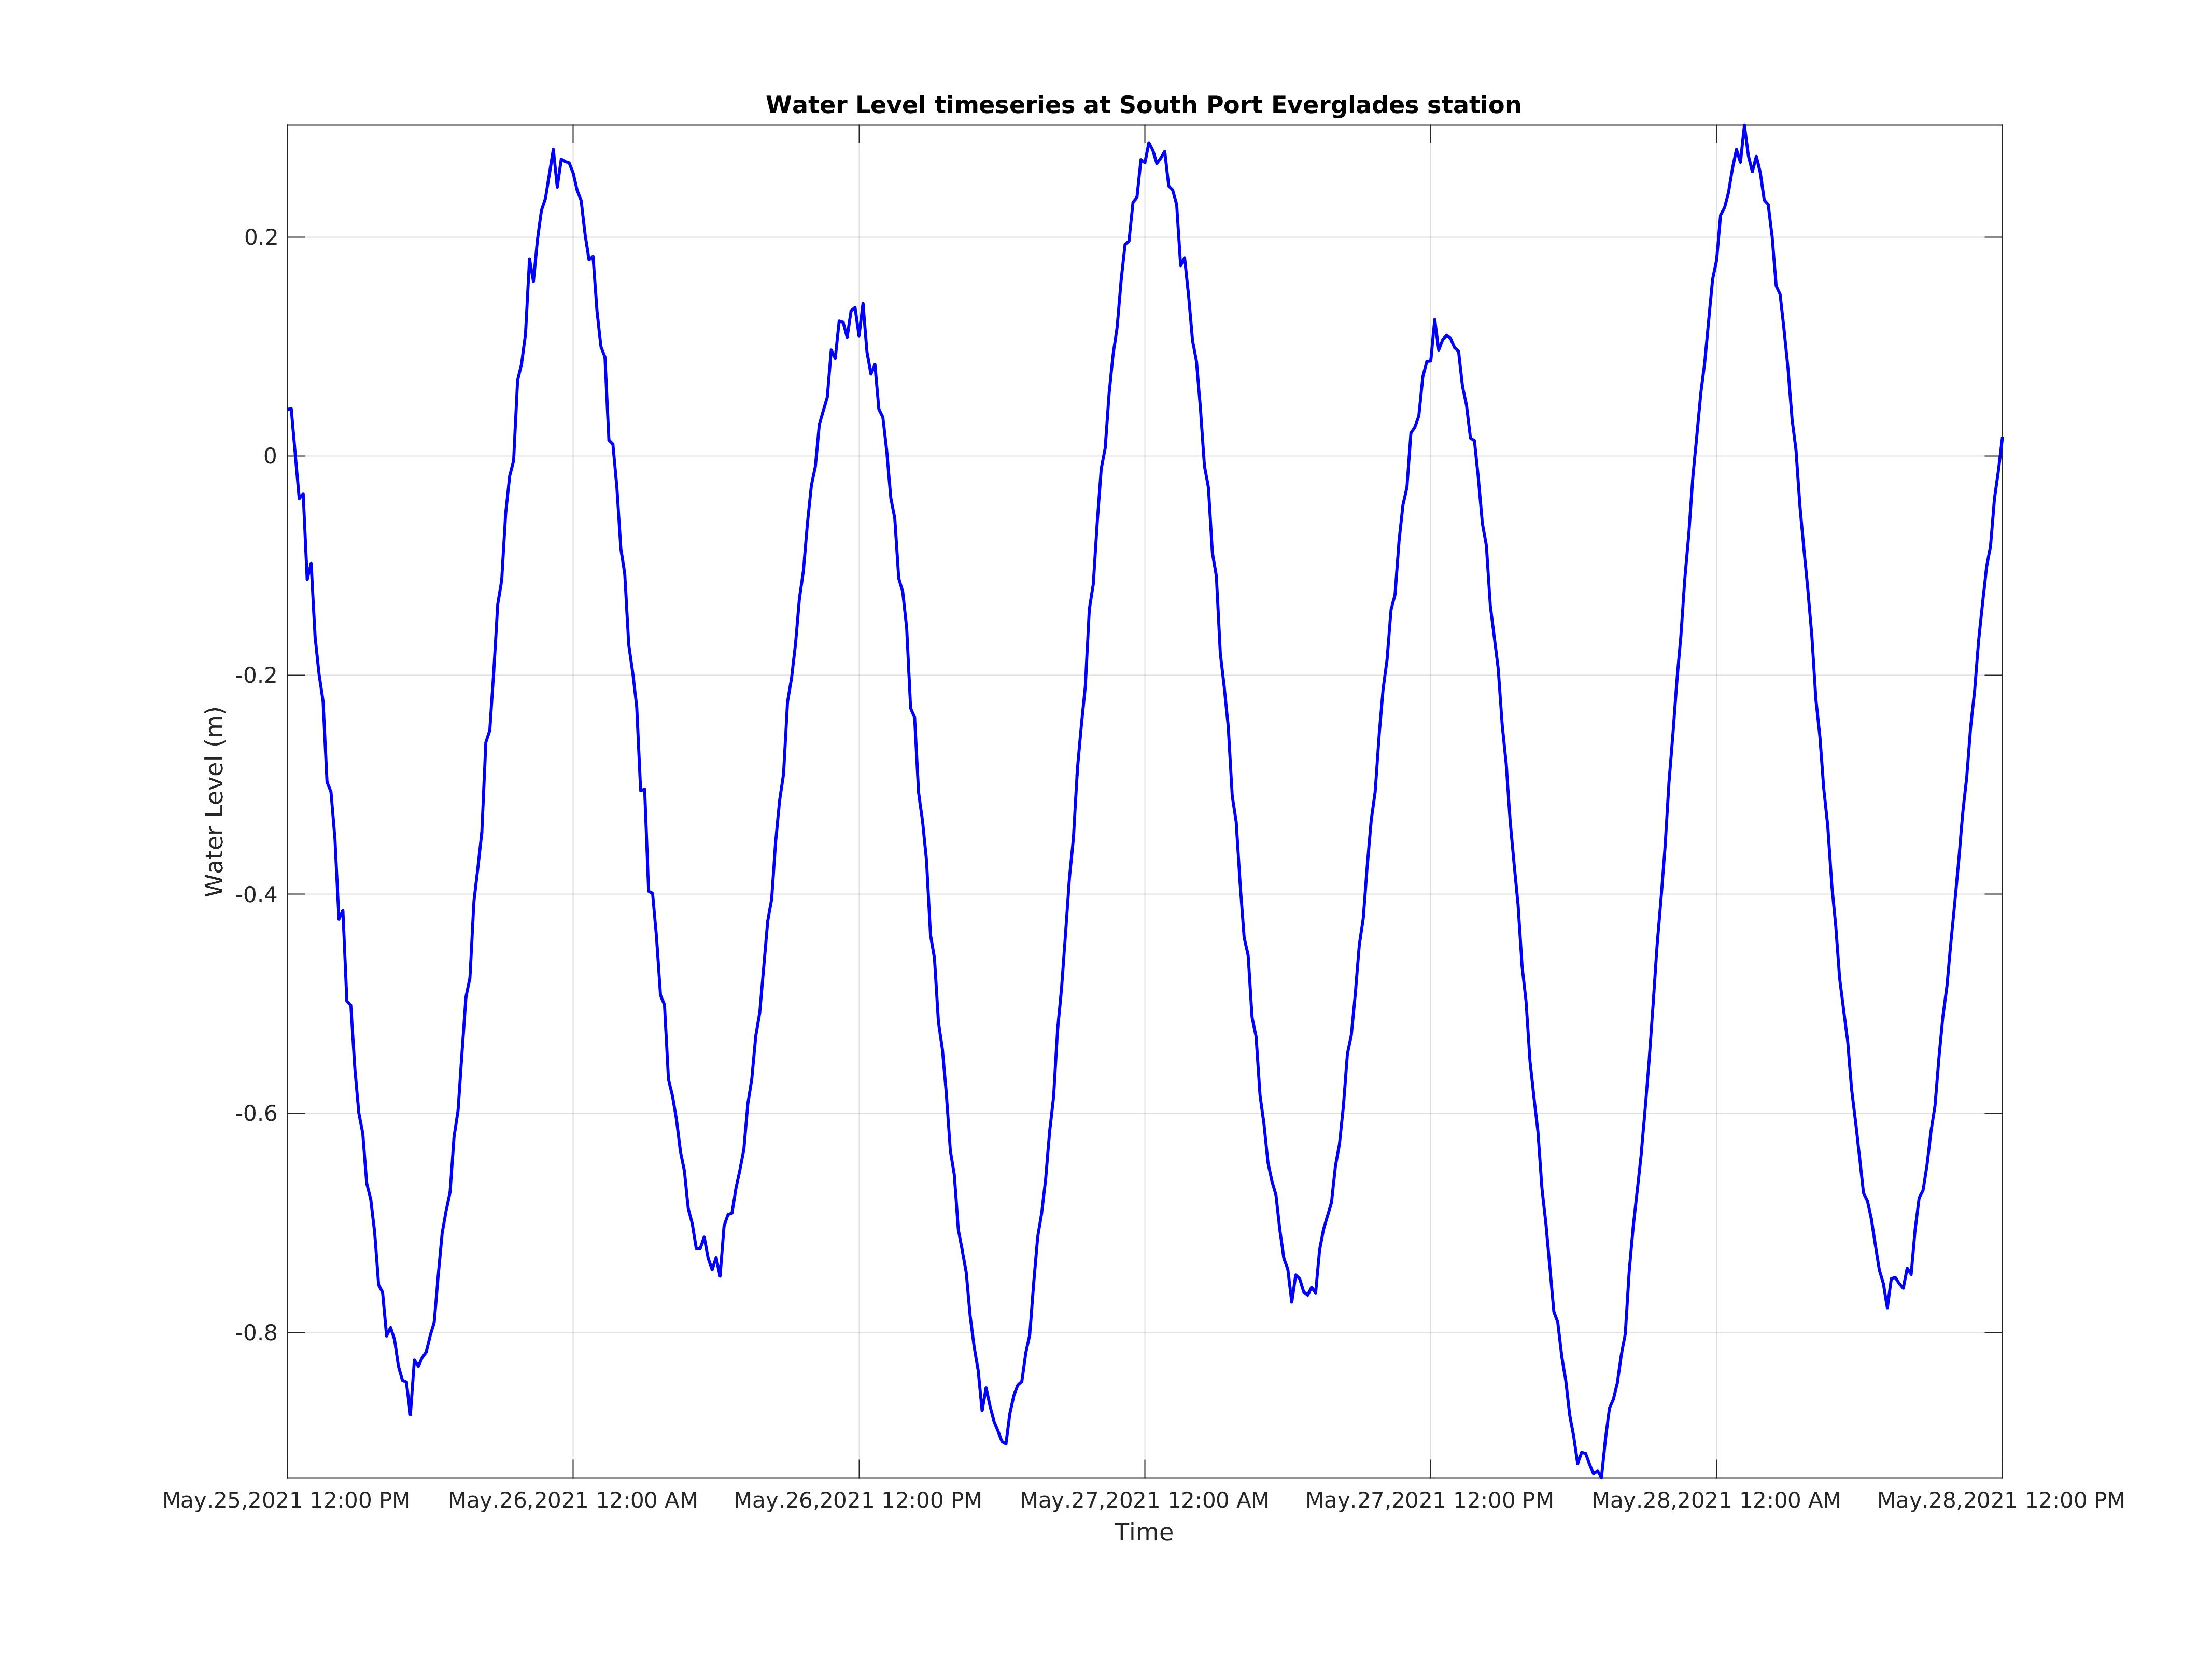 Water Level timeseries at South Port Everglades station
0.2
0
-0.2
-0.4
-0.6
-0.8
Water Level (m)
May.25,2021 12:00 PM
May.26,2021 12:00 AM
May.26,2021 12:00 PM
May.27,2021 12:00 AM
May.27,2021 12:00 PM
May.28,2021 12:00 AM
May.28,2021 12:00 PM
Time